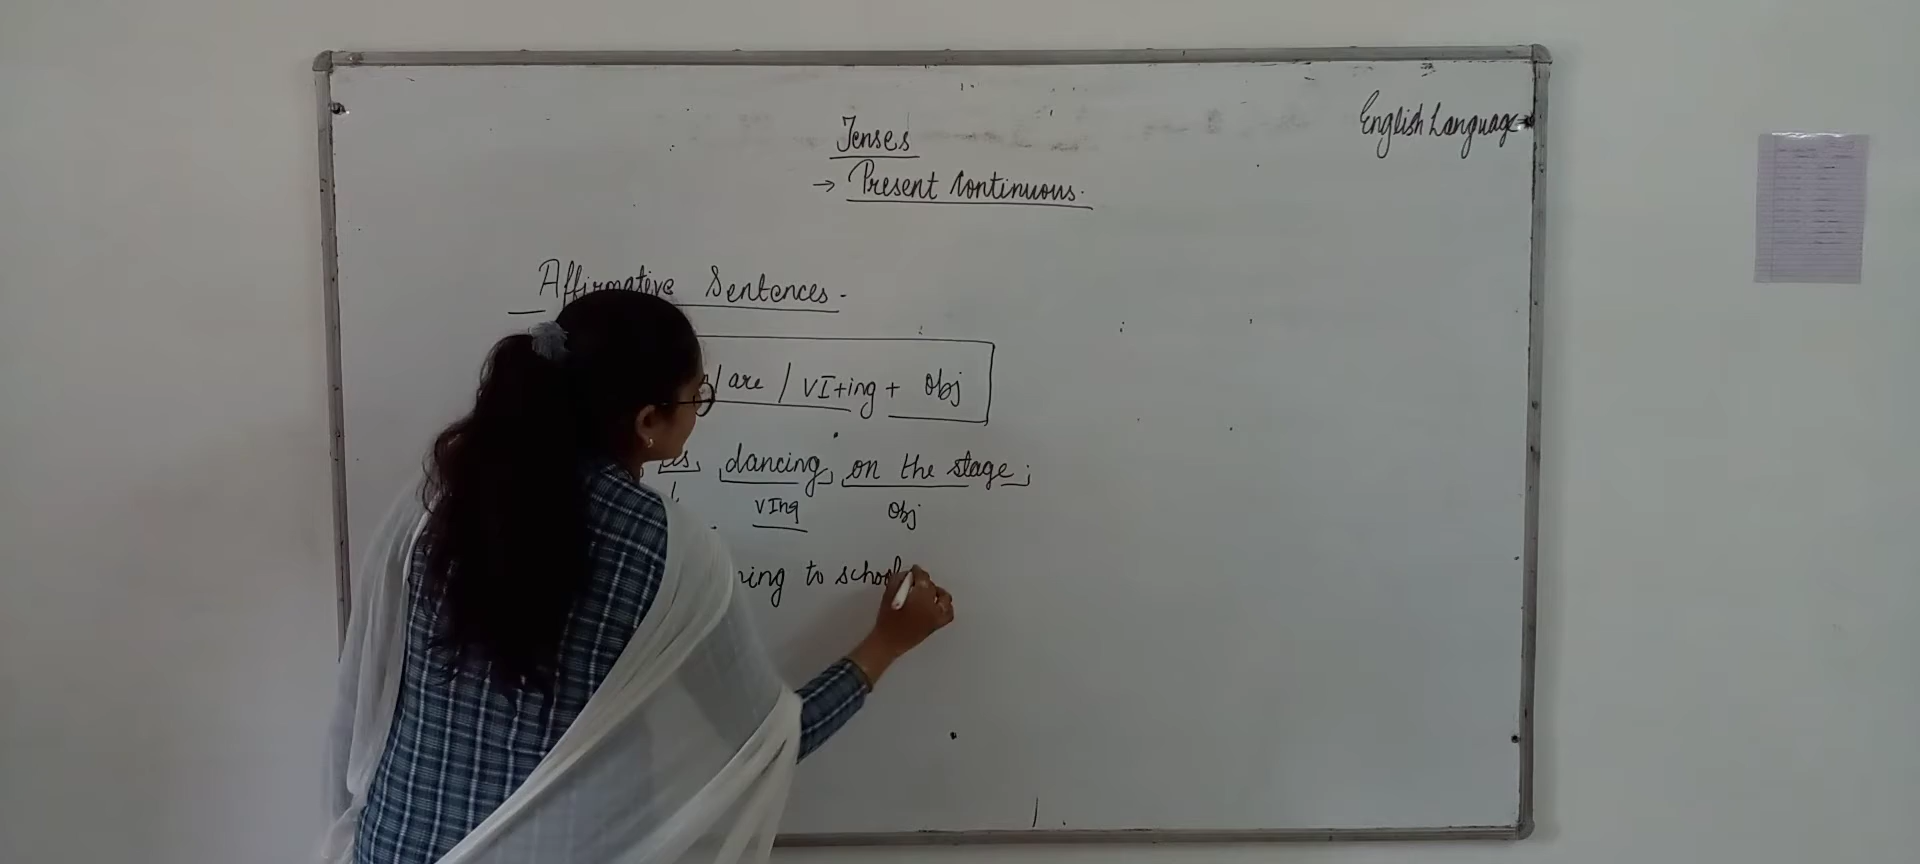 English Language
Tenses
→ Present Continuous.
Affirmative Sentences.
/ are / VI+ing + Obj
is dancing on the stage;
VIng Obj
to school